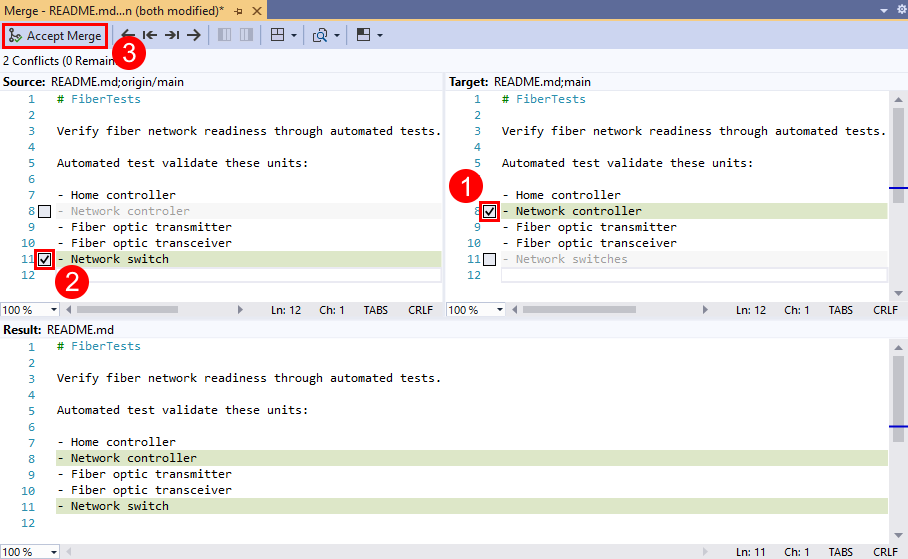 Merge - README.md...n (both modified)*
Accept Merge
3
2 Conflicts (0 Remain
Source: README.md;origin/main
1 # FiberTests
2
3 Verify fiber network readiness through automated tests.
4
5 Automated test validate these units:
6
7 - Home controller
8 - Network controler
9 - Fiber optic transmitter
10 - Fiber optic transceiver
11 - Network switch
12
2
100 % Ln: 12 Ch: 1 TABS CRLF
Target: README.md;main
1 # FiberTests
2
3 Verify fiber network readiness through automated tests.
4
5 Automated test validate these units:
6
1
7 - Home controller
8 - Network controller
9 - Fiber optic transmitter
10 - Fiber optic transceiver
11 - Network switches
12
100 % Ln: 12 Ch: 1 TABS CRLF
Result: README.md
1 # FiberTests
2
3 Verify fiber network readiness through automated tests.
4
5 Automated test validate these units:
6
7 - Home controller
8 - Network controller
9 - Fiber optic transmitter
10 - Fiber optic transceiver
11 - Network switch
12
100 % Ln: 11 Ch: 1 TABS CRLF